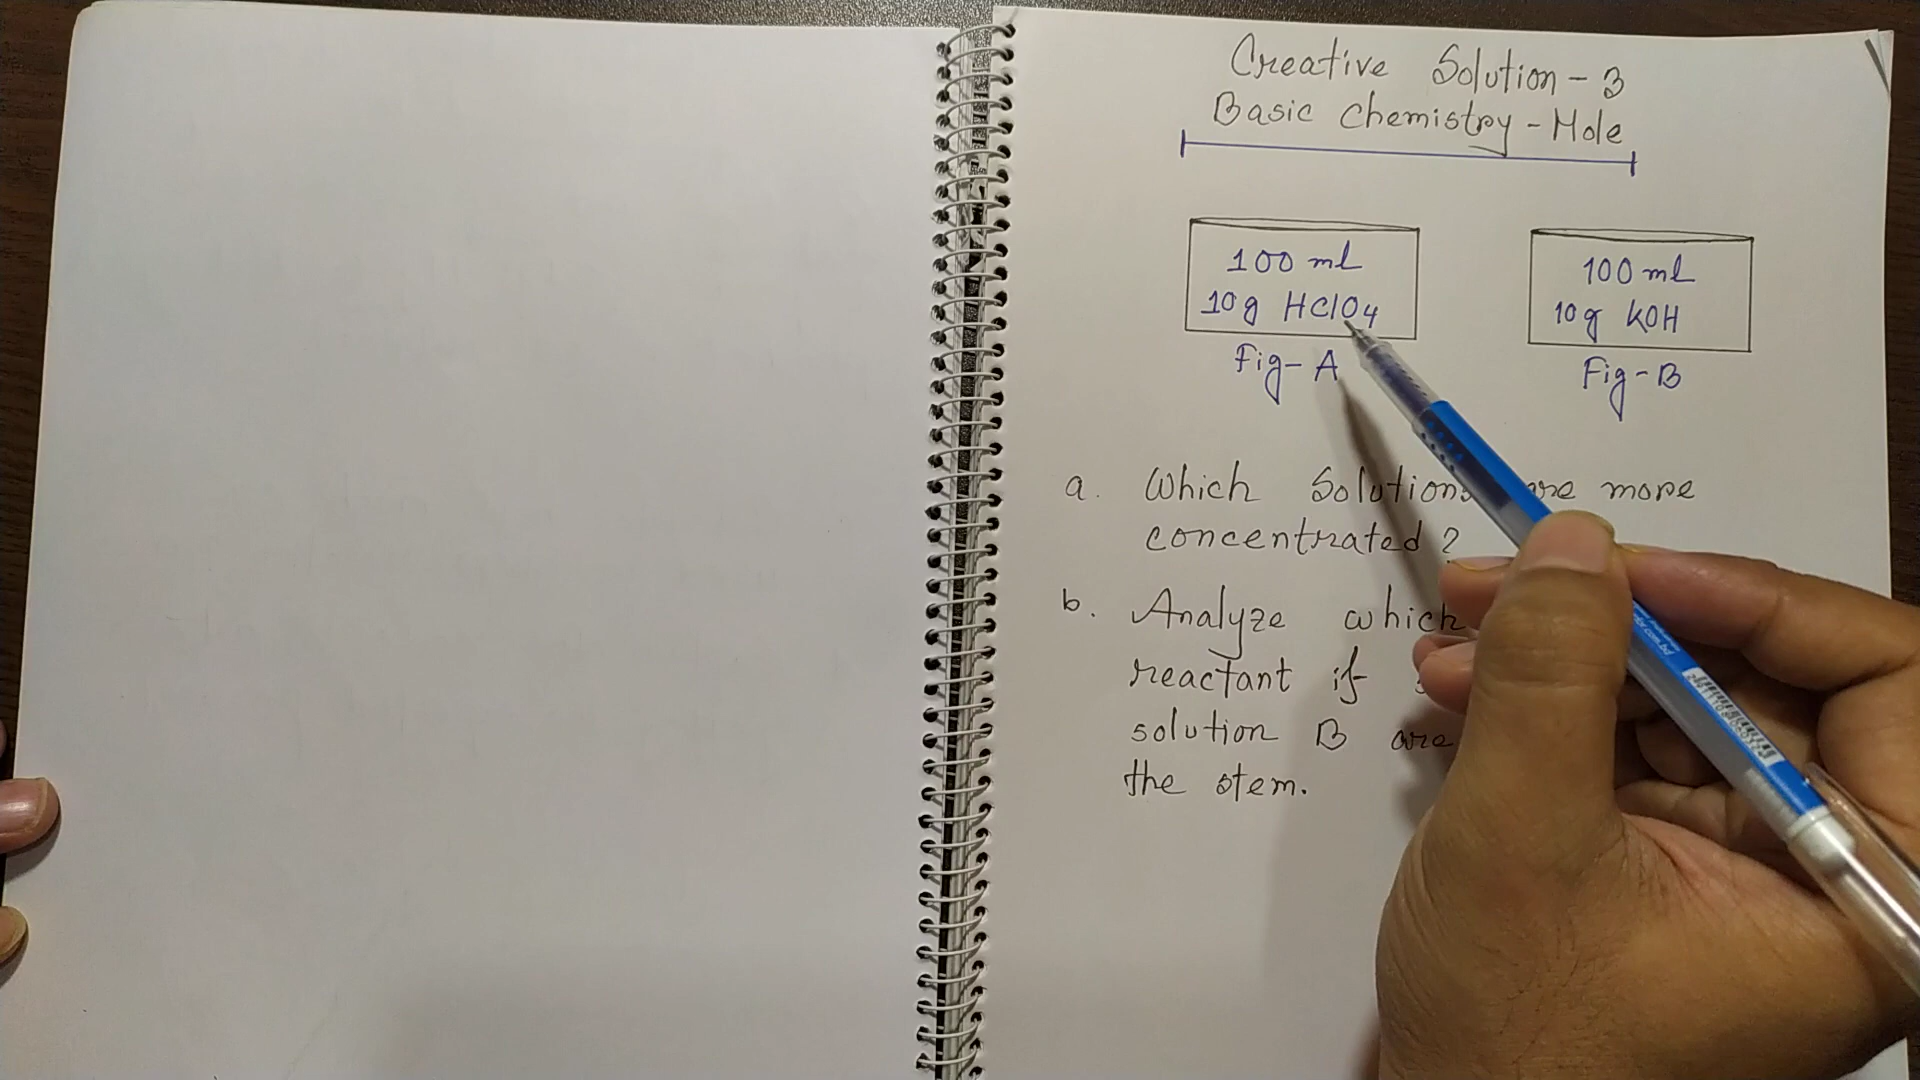 Creative Solution - 3
Basic Chemistry - Mole
100 ml
10g HClO4
Fig- A
100 ml
10g KOH
Fig - B
a. Which Solutions are more
concentrated ?
b. Analyze which
reactant if
solution B are
the stem.